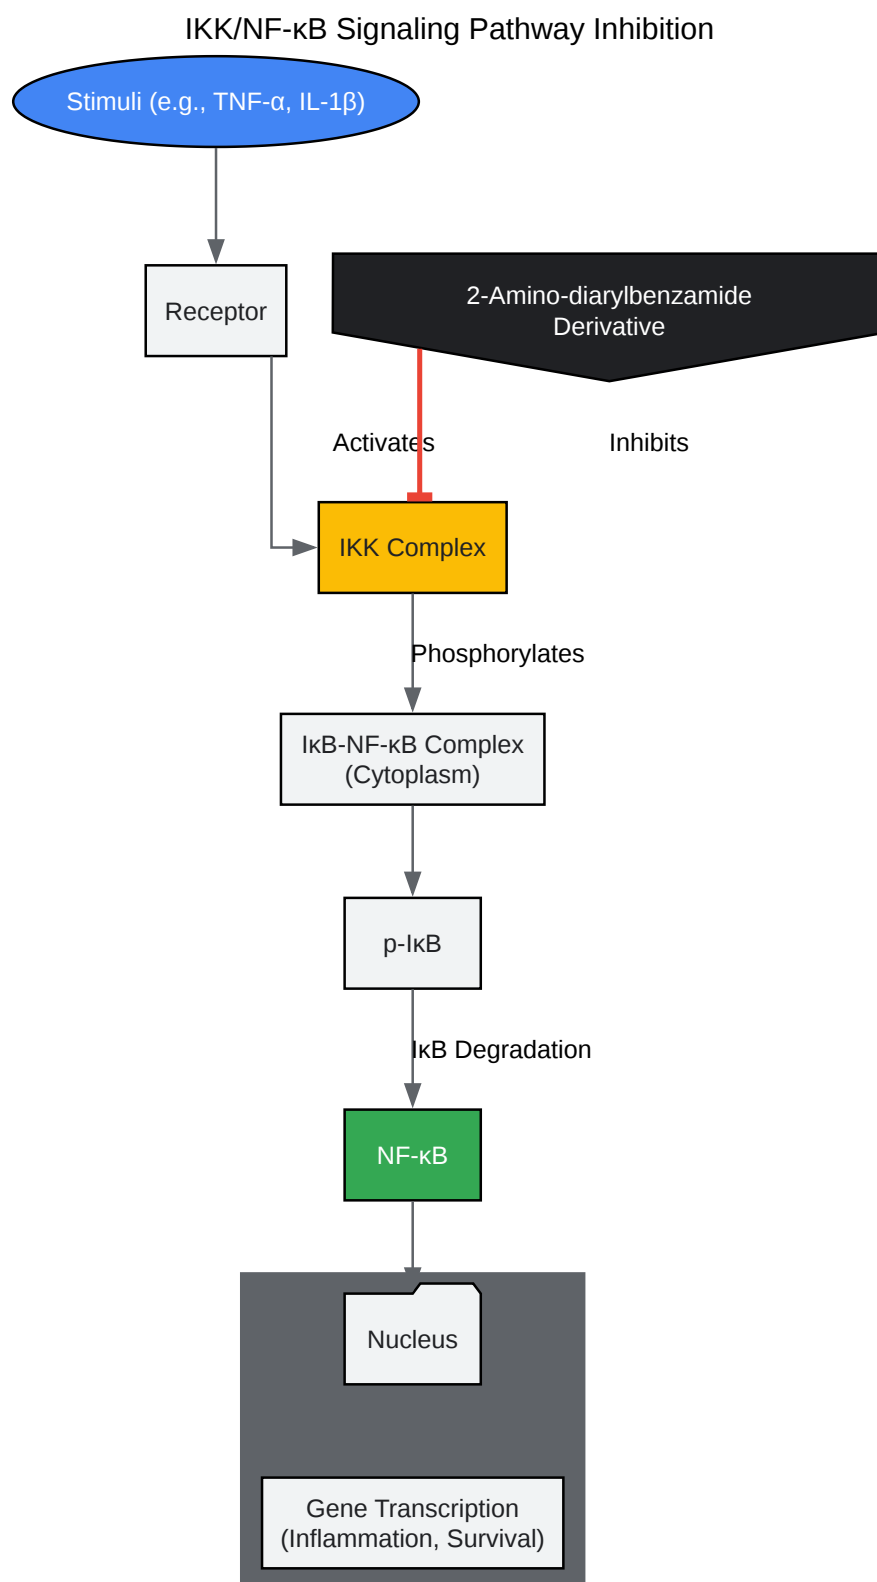 IKK/NF-κB Signaling Pathway Inhibition
Stimuli (e.g., TNF-α, IL-1β)
Receptor
2-Amino-diarylbenzamide
Derivative
Activates
Inhibits
IKK Complex
Phosphorylates
IκB-NF-κB Complex
(Cytoplasm)
p-IκB
IκB Degradation
NF-κB
Nucleus
Gene Transcription
(Inflammation, Survival)